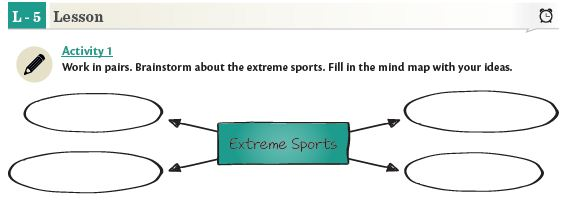 L - 5 Lesson
Activity 1
Work in pairs. Brainstorm about the extreme sports. Fill in the mind map with your ideas.
Extreme Sports